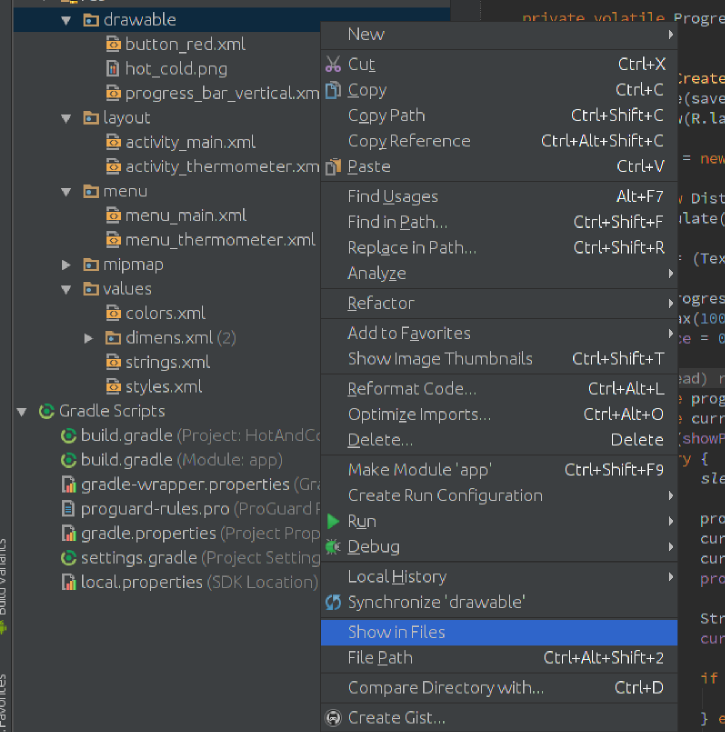 drawable
button_red.xml
hot_cold.png
progress_bar_vertical.xm
layout
activity_main.xml
activity_thermometer.xm
menu
menu_main.xml
menu_thermometer.xml
mipmap
values
colors.xml
dimens.xml (2)
strings.xml
styles.xml
Gradle Scripts
build.gradle (Project: HotAndCo
build.gradle (Module: app)
gradle-wrapper.properties (Gra
proguard-rules.pro (ProGuard R
gradle.properties (Project Prop
settings.gradle (Project Setting
local.properties (SDK Location)
Build Variants
Favorites
New
Cut Ctrl+X
Copy Ctrl+C
Copy Path Ctrl+Shift+C
Copy Reference Ctrl+Alt+Shift+C
Paste Ctrl+V
Find Usages Alt+F7
Find in Path... Ctrl+Shift+F
Replace in Path... Ctrl+Shift+R
Analyze
Refactor
Add to Favorites
Show Image Thumbnails Ctrl+Shift+T
Reformat Code... Ctrl+Alt+L
Optimize Imports... Ctrl+Alt+O
Delete... Delete
Make Module 'app' Ctrl+Shift+F9
Create Run Configuration
Run
Debug
Local History
Synchronize 'drawable'
Show in Files
File Path Ctrl+Alt+Shift+2
Compare Directory with... Ctrl+D
Create Gist...
private volatile Progre
Create
e(save
w(R.la
= new
w Dist
ulate(
= (Tex
rogres
ax(100
ce = 0
ead) r
e prog
e curr
(showP
ry {
sle
pro
cur
cur
pro
Str
cur
if
} e